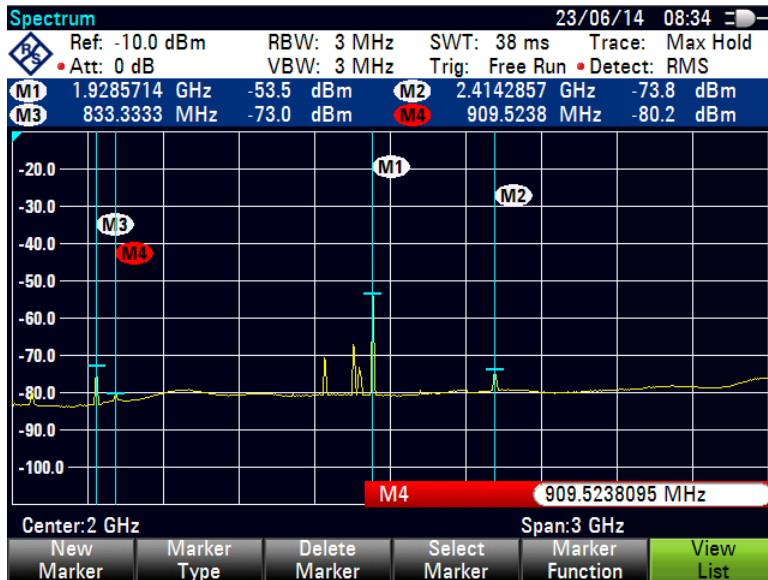 Spectrum 23/06/14 08:34
R&S Ref: -10.0 dBm RBW: 3 MHz SWT: 38 ms Trace: Max Hold
Att: 0 dB VBW: 3 MHz Trig: Free Run Detect: RMS
M1 1.9285714 GHz -53.5 dBm M2 2.4142857 GHz -73.8 dBm
M3 833.3333 MHz -73.0 dBm M4 909.5238 MHz -80.2 dBm
-20.0
M1
M2
-30.0
M3
-40.0
M4
-50.0
-60.0
-70.0
-80.0
-90.0
-100.0
M4 909.5238095 MHz
Center:2 GHz Span:3 GHz
New Marker Delete Select Marker View
Marker Type Marker Marker Function List